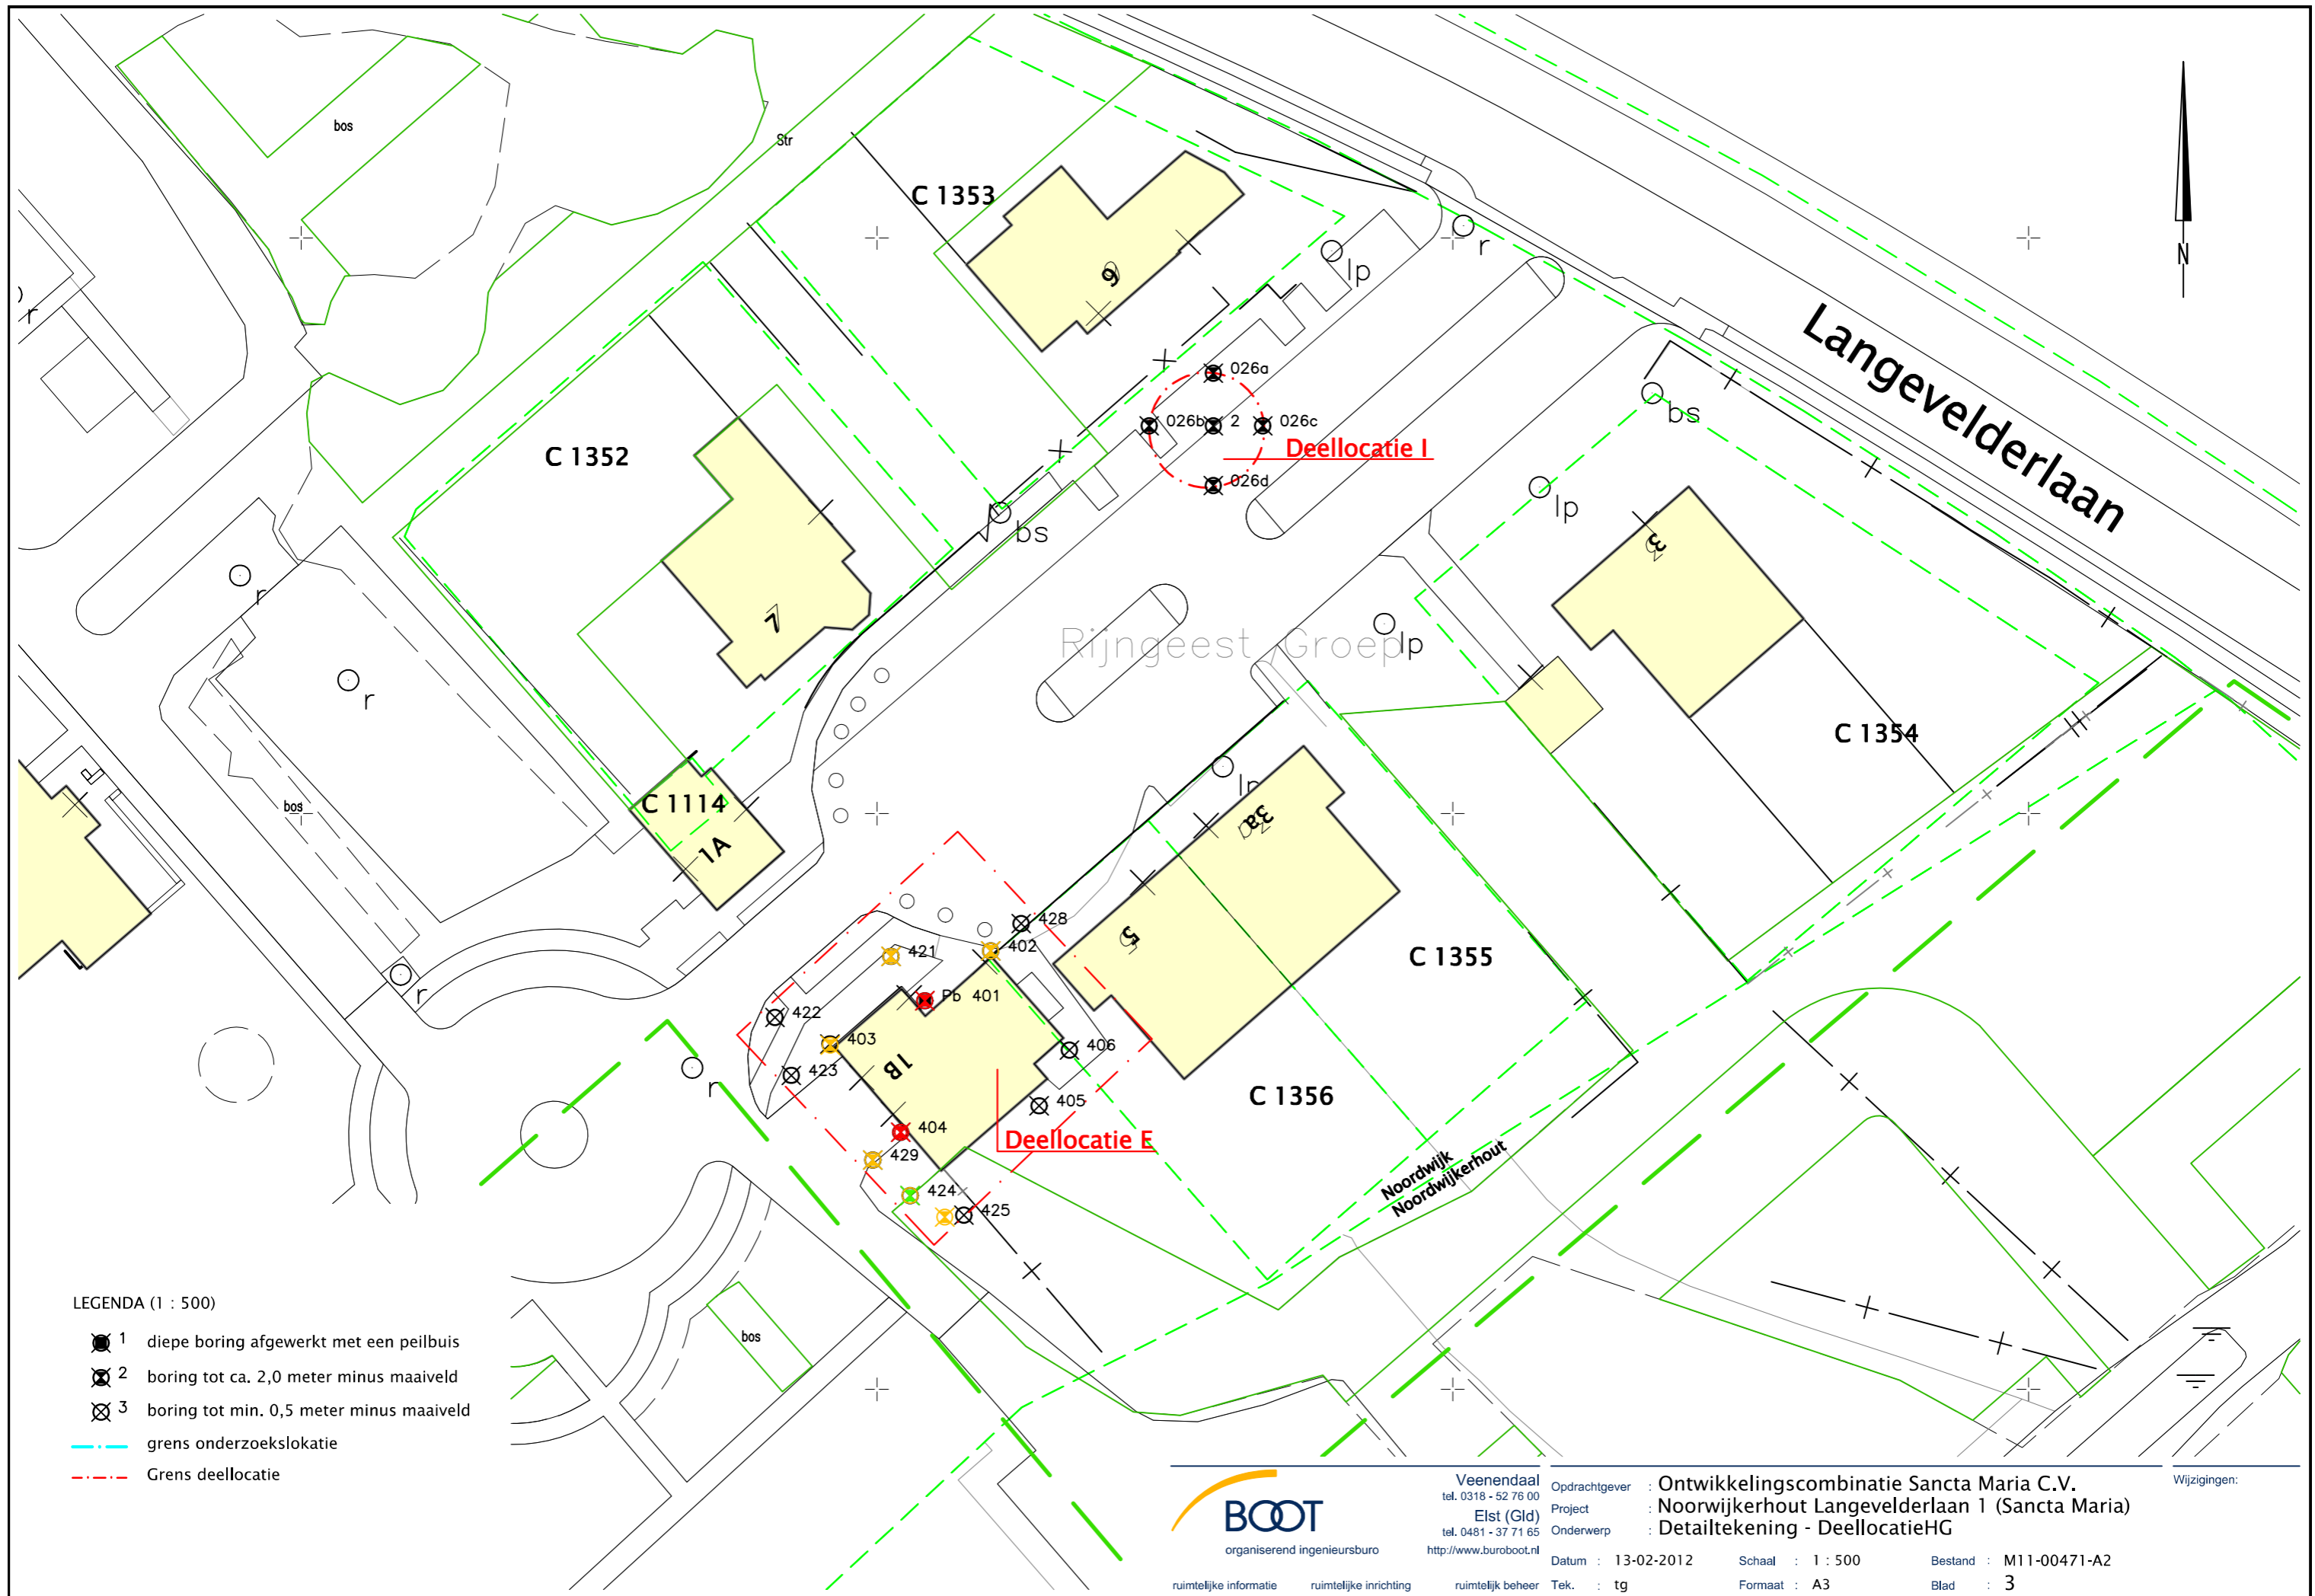 bos
Str
C 1353
9
r
lp
r
N
Langevelderlaan
026a
026b
2
026c
Deellocatie I
026d
bs
bs
C 1352
lp
3
7
Rijngeest Groep
lp
r
r
C 1354
bos
C 1114
1A
lp
3a
5
428
402
421
C 1355
Pb 401
422
403
406
1B
423
405
C 1356
404
Deellocatie E
429
424
425
r
r
Noordwijk
Noordwijkerhout
bos
LEGENDA (1 : 500)
1 diepe boring afgewerkt met een peilbuis
2 boring tot ca. 2,0 meter minus maaiveld
3 boring tot min. 0,5 meter minus maaiveld
grens onderzoekslokatie
Grens deellocatie
BOOT
organiserend ingenieursburo
ruimtelijke informatie ruimtelijke inrichting ruimtelijk beheer
Veenendaal
tel. 0318 - 52 76 00
Elst (Gld)
tel. 0481 - 37 71 65
http://www.buroboot.nl
Opdrachtgever : Ontwikkelingscombinatie Sancta Maria C.V.
Project : Noorwijkerhout Langevelderlaan 1 (Sancta Maria)
Onderwerp : Detailtekening - DeellocatieHG
Datum : 13-02-2012 Schaal : 1 : 500 Bestand : M11-00471-A2
Tek. : tg Formaat : A3 Blad : 3
Wijzigingen: